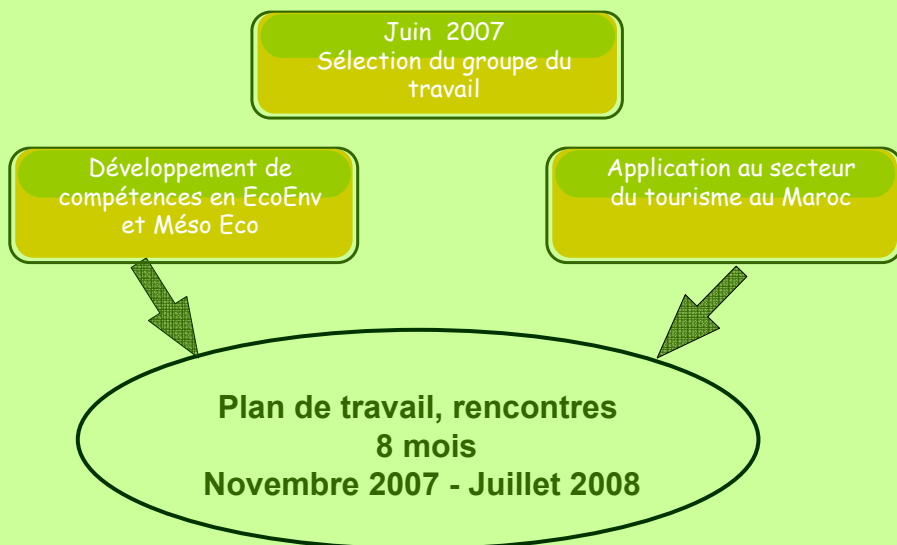 Juin 2007
Sélection du groupe du
travail
Développement de
compétences en EcoEnv
et Méso Eco
Application au secteur
du tourisme au Maroc
Plan de travail, rencontres
8 mois
Novembre 2007 - Juillet 2008